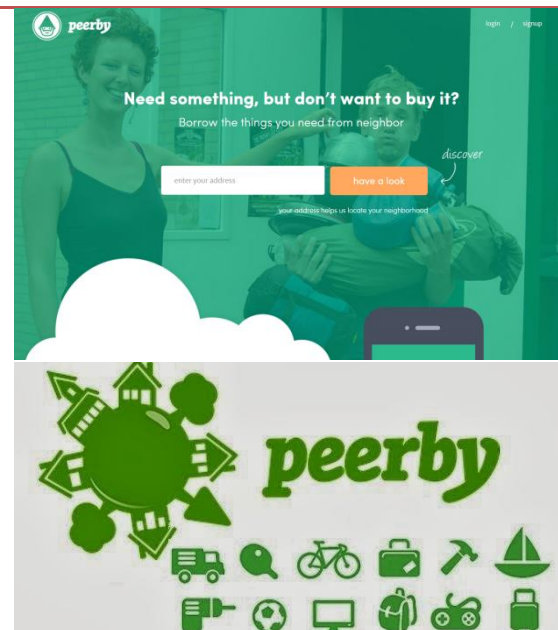 peerby
login / signup
Need something, but don't want to buy it?
Borrow the things you need from neighbor
discover
enter your address
have a look
your address helps us locate your neighborhood
peerby